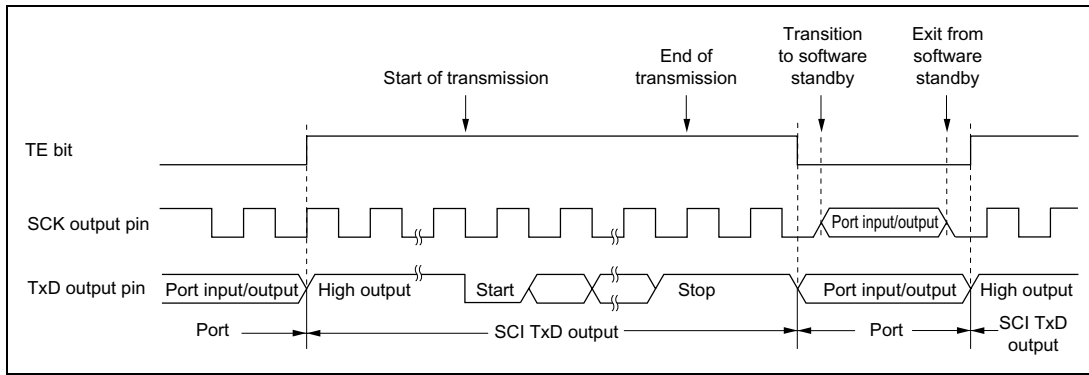 Transition
to software
standby
Exit from
software
standby
Start of transmission
End of
transmission
TE bit
SCK output pin
Port input/output
TxD output pin
Port input/output
High output
Start
Stop
Port input/output
High output
Port
SCI TxD output
Port
SCI TxD
output